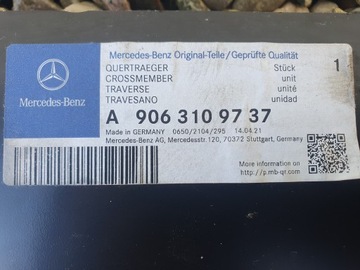 Mercedes-Benz Original-Teile/Geprüfte Qualität
QUERTRAEGER Stück
CROSSMEMBER unit
TRAVERSE unité
TRAVESANO unidad
1
Mercedes-Benz
A 906 310 97 37
Made in GERMANY 0650/2104/295 14.04.21
Mercedes-Benz AG, Mercedesstr.120, 70372 Stuttgart, Germany
More information on
http://p.mb-qr.com